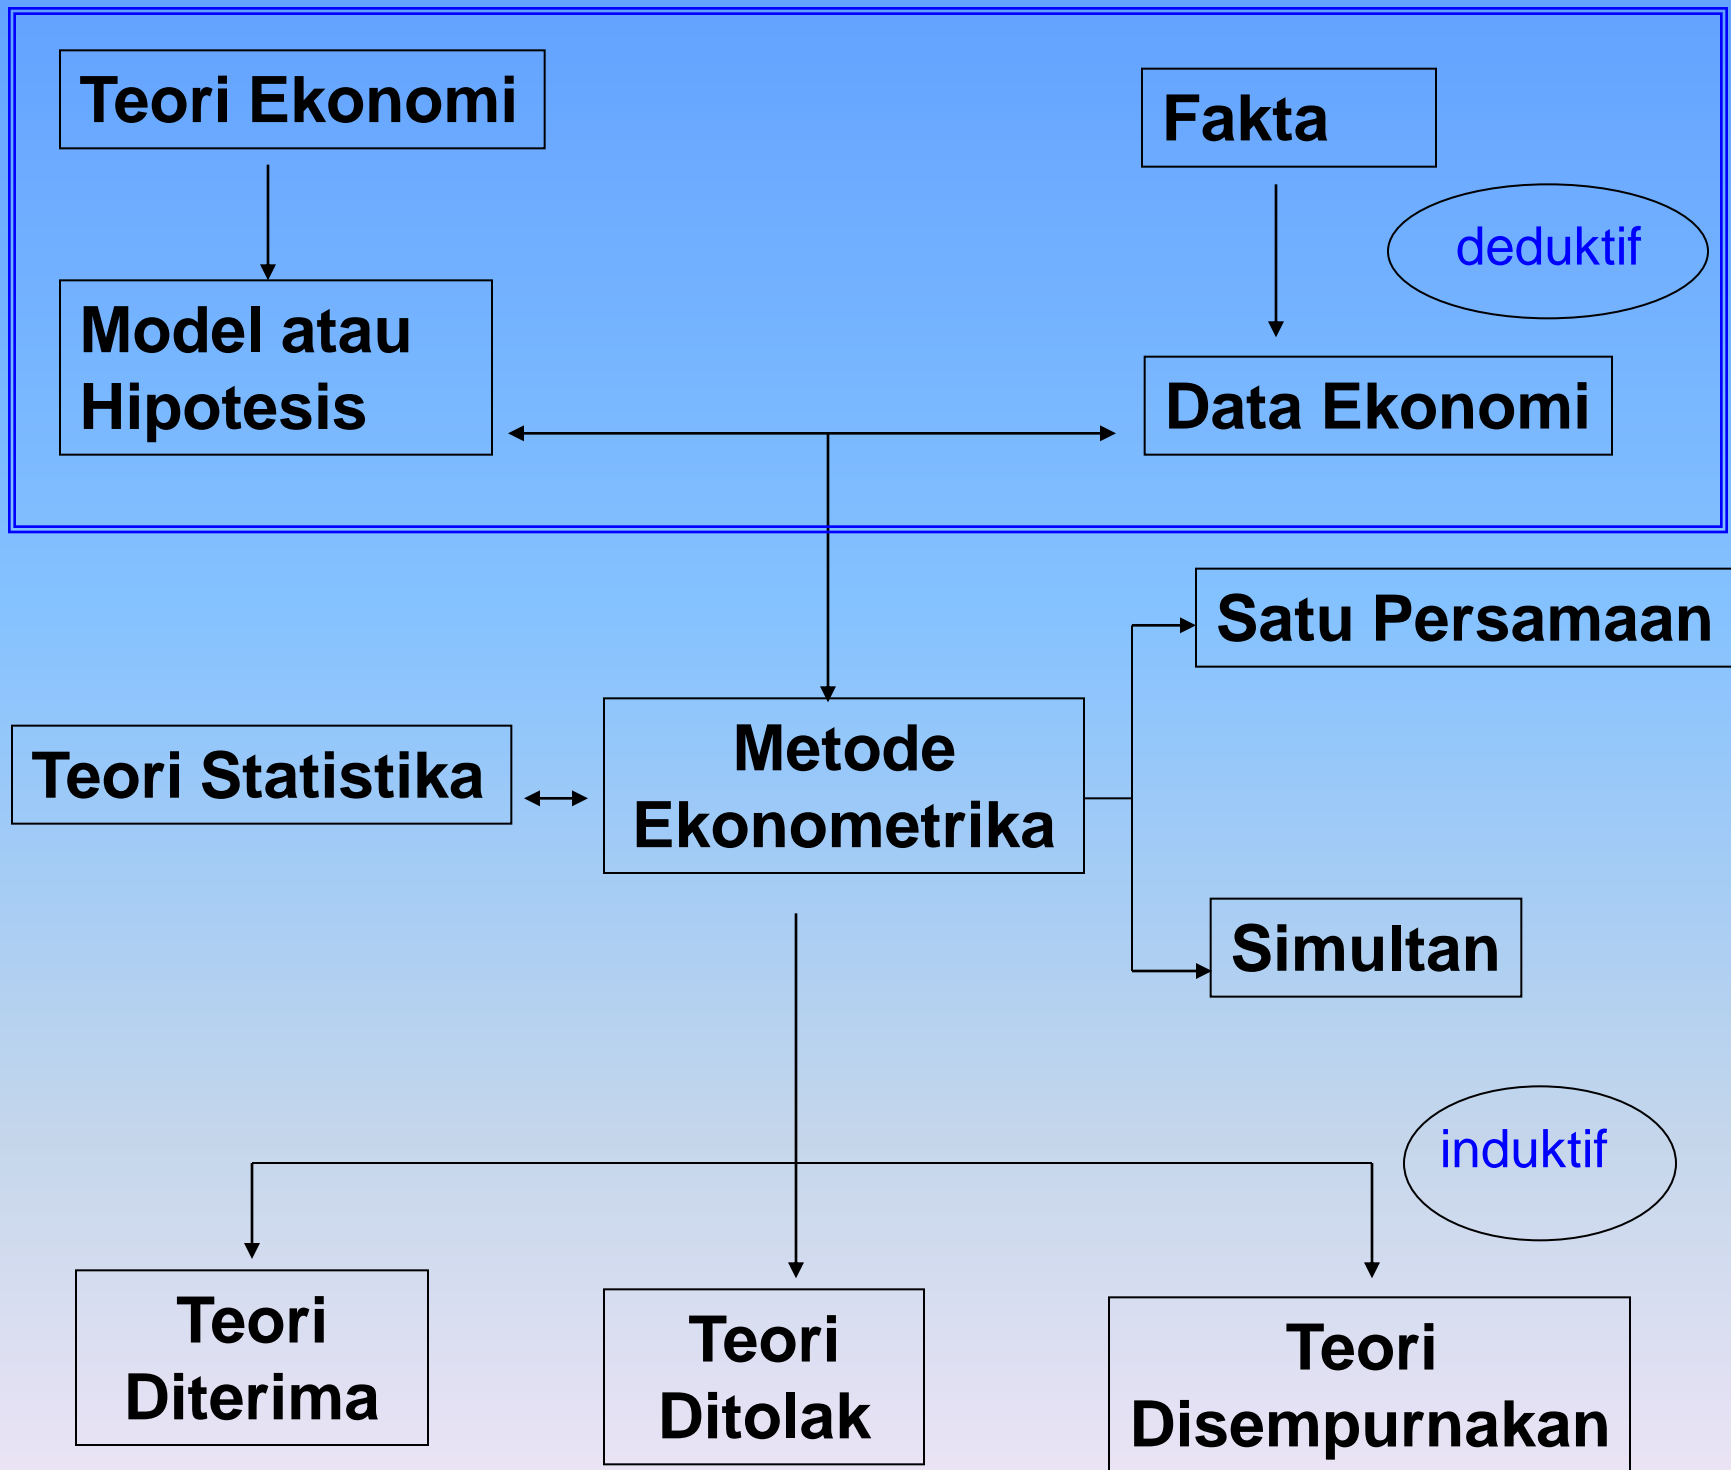 Teori Ekonomi
Fakta
deduktif
Model atau
Hipotesis
Data Ekonomi
Satu Persamaan
Teori Statistika
Metode
Ekonometrika
Simultan
induktif
Teori
Diterima
Teori
Ditolak
Teori
Disempurnakan